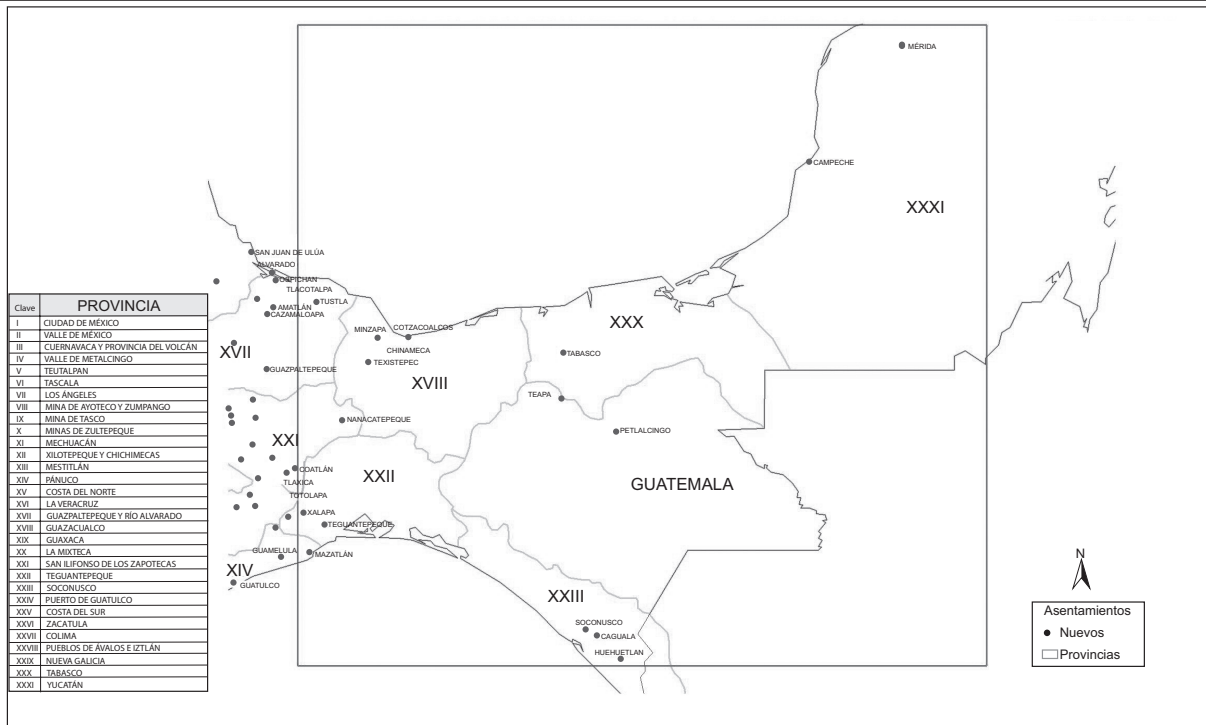 MÉRIDA
CAMPECHE
XXXI
SAN JUAN DE ULÚA
ALVARADO
OSPICHAN
TLACOTALPA
TUSTLA
AMATLÁN
CAZAMALOAPA
MINZAPA
COTZACOALCOS
CHINAMECA
TEXISTEPEC
XXX
TABASCO
XVII
GUAZPALTEPEQUE
XVIII
TEAPA
NANACATEPEQUE
PETLALCINGO
XXI
COATLÁN
TLAXICA
XXII
GUATEMALA
TOTOLAPA
XALAPA
TEGUANTEPEQUE
GUAMELULA
MAZATLÁN
XIV
GUATULCO
XXIII
SOCONUSCO
CAGUALA
HUEHUETLAN
Clave PROVINCIA
I CIUDAD DE MÉXICO
II VALLE DE MÉXICO
III CUERNAVACA Y PROVINCIA DEL VOLCÁN
IV VALLE DE METALCINGO
V TEUTALPAN
VI TASCALA
VII LOS ÁNGELES
VIII MINA DE AYOTECO Y ZUMPANGO
IX MINA DE TASCO
X MINAS DE ZULTEPEQUE
XI MECHUACÁN
XII XILOTEPEQUE Y CHICHIMECAS
XIII MESTITLÁN
XIV PÁNUCO
XV COSTA DEL NORTE
XVI LA VERACRUZ
XVII GUAZPALTEPEQUE Y RÍO ALVARADO
XVIII GUAZACUALCO
XIX GUAXACA
XX LA MIXTECA
XXI SAN ILIFONSO DE LOS ZAPOTECAS
XXII TEGUANTEPEQUE
XXIII SOCONUSCO
XXIV PUERTO DE GUATULCO
XXV COSTA DEL SUR
XXVI ZACATULA
XXVII COLIMA
XXVIII PUEBLOS DE ÁVALOS E IZTLÁN
XXIX NUEVA GALICIA
XXX TABASCO
XXXI YUCATÁN
N
Asentamientos
Nuevos
Provincias